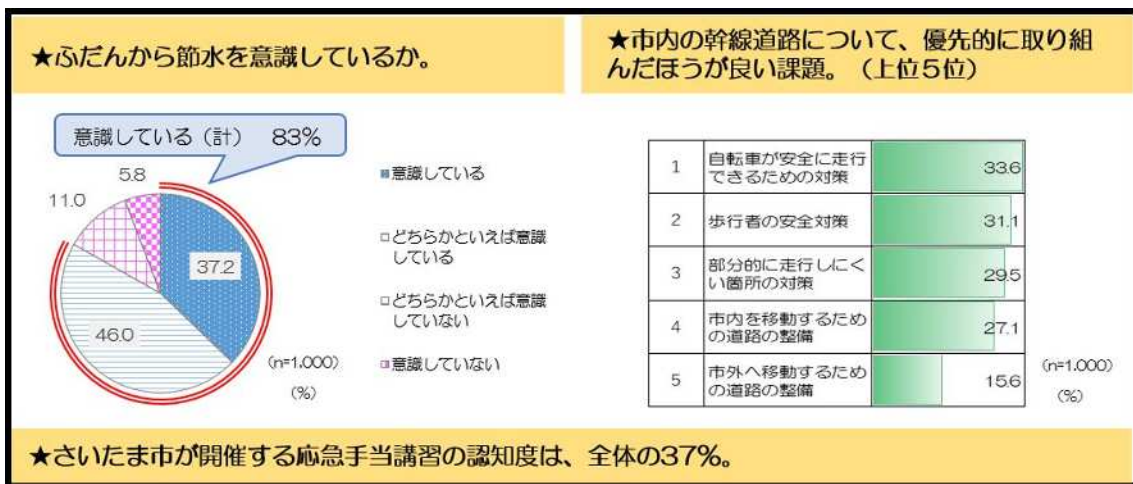 ★ふだんから節水を意識しているか。
意識している（計） 83%
5.8
11.0
37.2
46.0
■意識している
□どちらかといえば意識
している
□どちらかといえば意識
していない
□意識していない
(n=1,000)
(%)
★市内の幹線道路について、優先的に取り組
んだほうが良い課題。（上位５位）
1 自転車が安全に走行
できるための対策 33.6
2 歩行者の安全対策 31.1
3 部分的に走行しにく
い箇所の対策 29.5
4 市内を移動するため
の道路の整備 27.1
5 市外へ移動するため
の道路の整備 15.6
(n=1,000)
(%)
★さいたま市が開催する応急手当講習の認知度は、全体の37%。